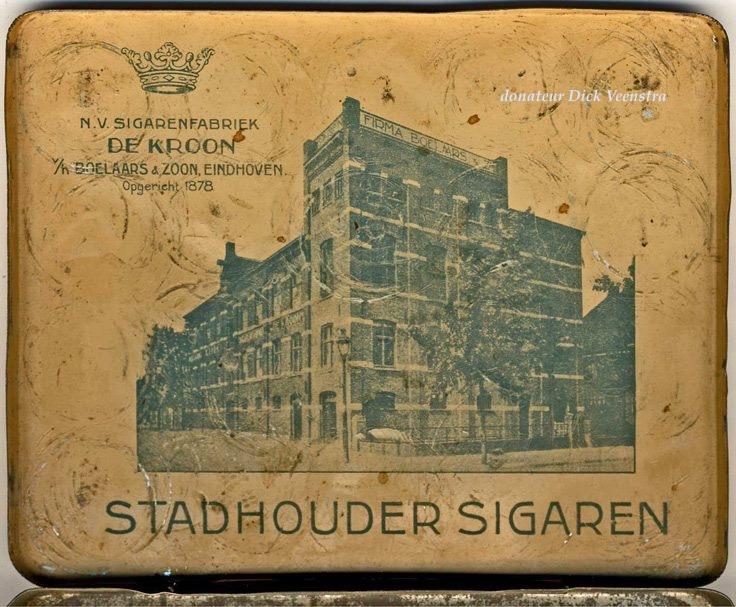 donateur Dick Veenstra
N.V. SIGARENFABRIEK
DE KROON
V/H BOELAARS & ZOON, EINDHOVEN.
Opgericht 1878
FIRMA BOELAARS &
STADHOUDER SIGAREN